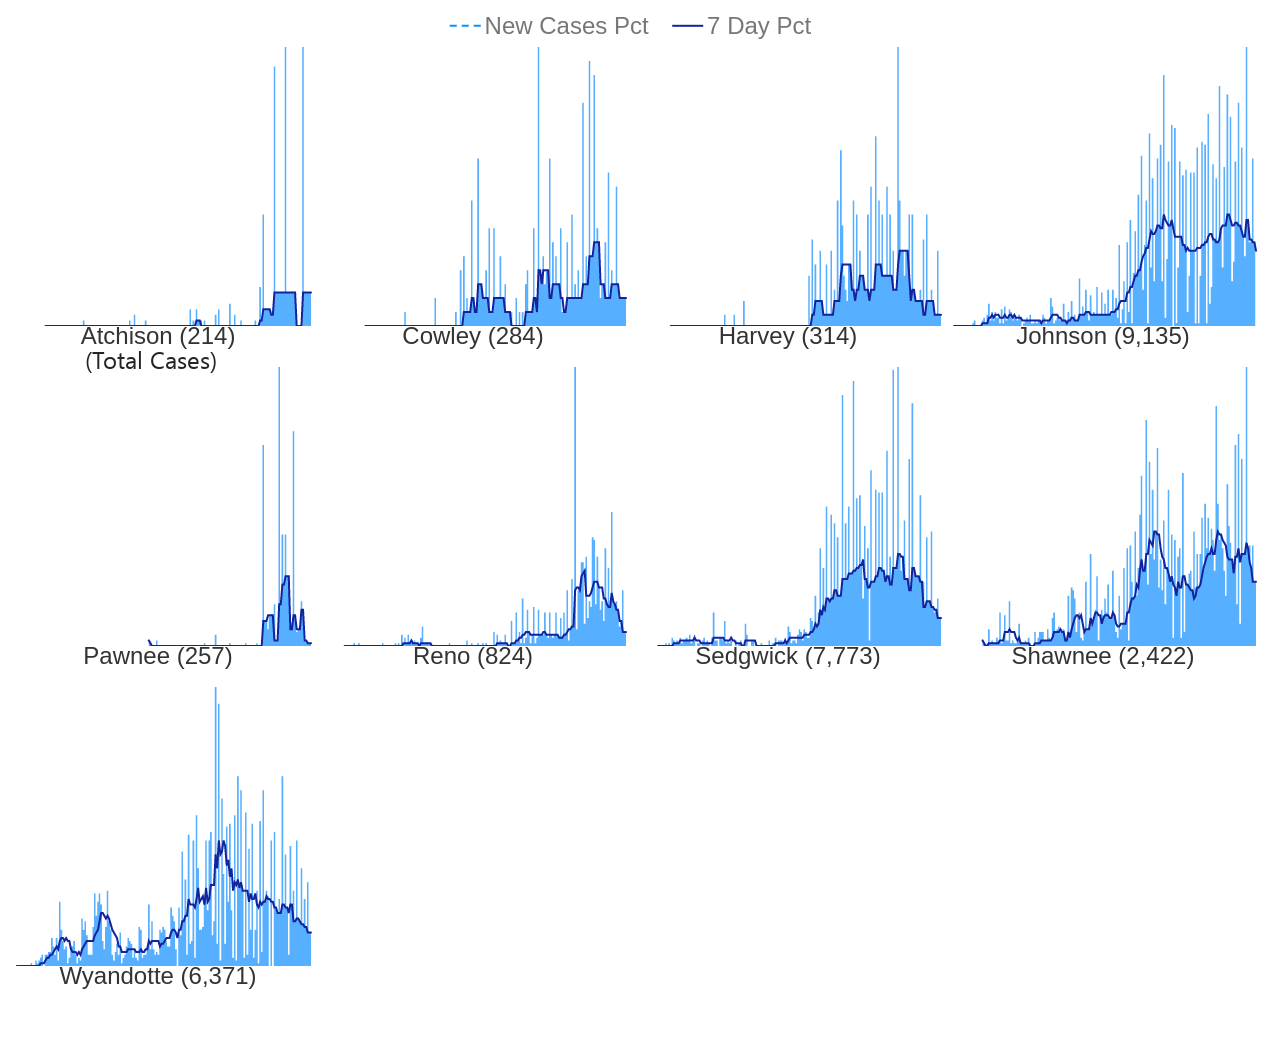 New Cases Pct 7 Day Pct
Atchison (214) Cowley (284) Harvey (314) Johnson (9,135)
(Total Cases)
Pawnee (257) Reno (824) Sedgwick (7,773) Shawnee (2,422)
Wyandotte (6,371)